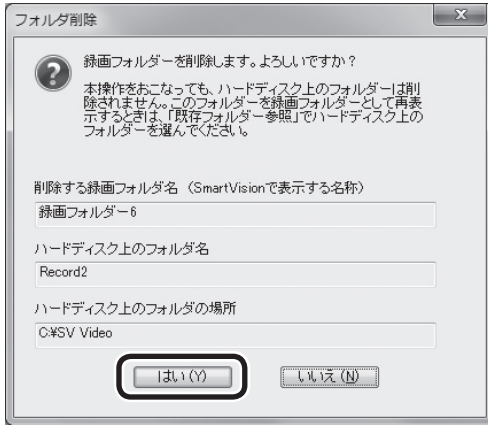 フォルダ削除
録画フォルダーを削除します。よろしいですか？
本操作をおこなっても、ハードディスク上のフォルダーは削
除されません。このフォルダーを録画フォルダーとして再表
示するときは、「既存フォルダー参照」でハードディスク上の
フォルダーを選んでください。
削除する録画フォルダ名（SmartVisionで表示する名称）
録画フォルダー6
ハードディスク上のフォルダ名
Record2
ハードディスク上のフォルダの場所
C:¥SV Video
はい(Y) いいえ(N)